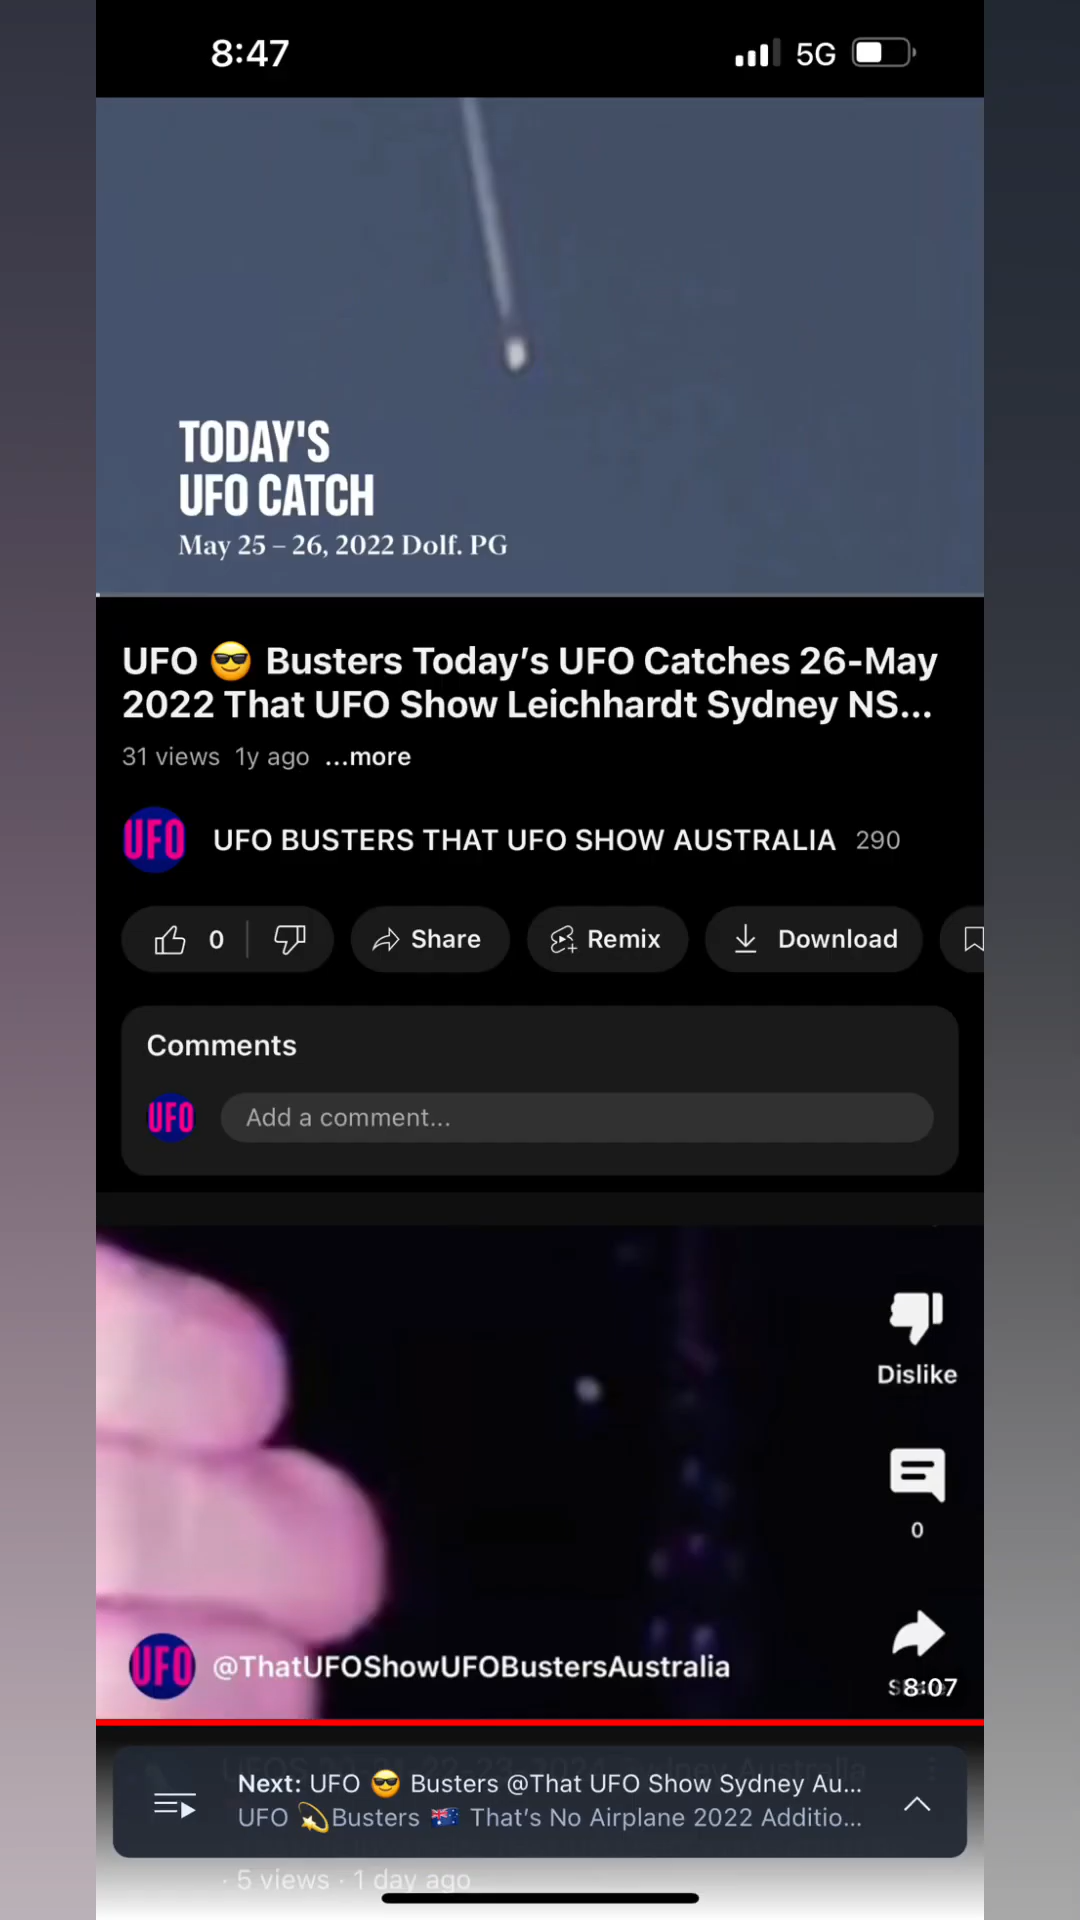 8:47
5G
TODAY'S
UFO CATCH
May 25 – 26, 2022 Dolf. PG
UFO 😎 Busters Today’s UFO Catches 26-May
2022 That UFO Show Leichhardt Sydney NS...
31 views 1y ago ...more
UFO
UFO BUSTERS THAT UFO SHOW AUSTRALIA 290
0
Share
Remix
Download
Comments
UFO
Add a comment...
Dislike
0
UFO
@ThatUFOShowUFOBustersAustralia
8:07
Next: UFO 😎 Busters @That UFO Show Sydney Au...
UFO 💫Busters 🇦🇺 That’s No Airplane 2022 Additio...
· 5 views · 1 day ago